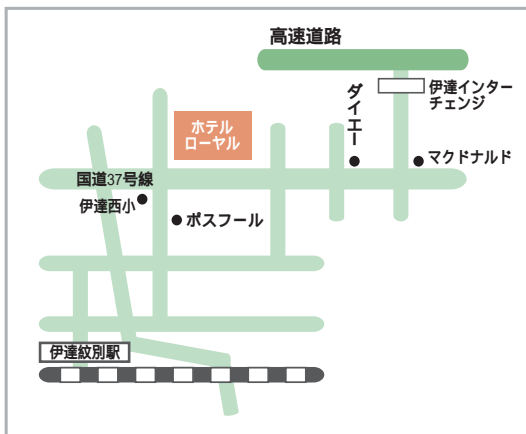 高速道路
伊達インター
チェンジ
ダイエー
ホテル
ローヤル
マクドナルド
国道37号線
伊達西小
ポスフール
伊達紋別駅